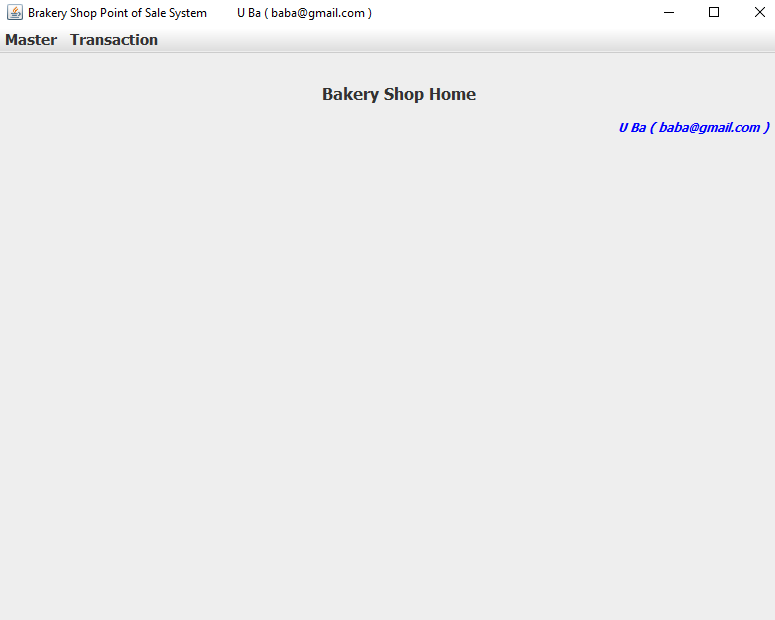 Brakery Shop Point of Sale System U Ba ( baba@gmail.com )
Master Transaction
Bakery Shop Home
U Ba ( baba@gmail.com )